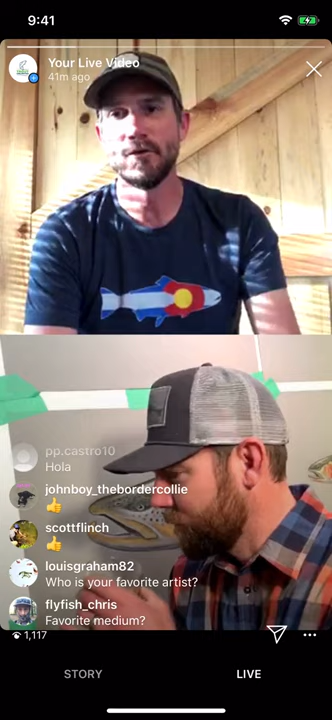 9:41
Your Live Video
41m ago
pp.castro10
Hola
johnboy_thebordercollie
👍
scottflinch
👍
louisgraham82
Who is your favorite artist?
flyfish_chris
Favorite medium?
1,117
STORY
LIVE